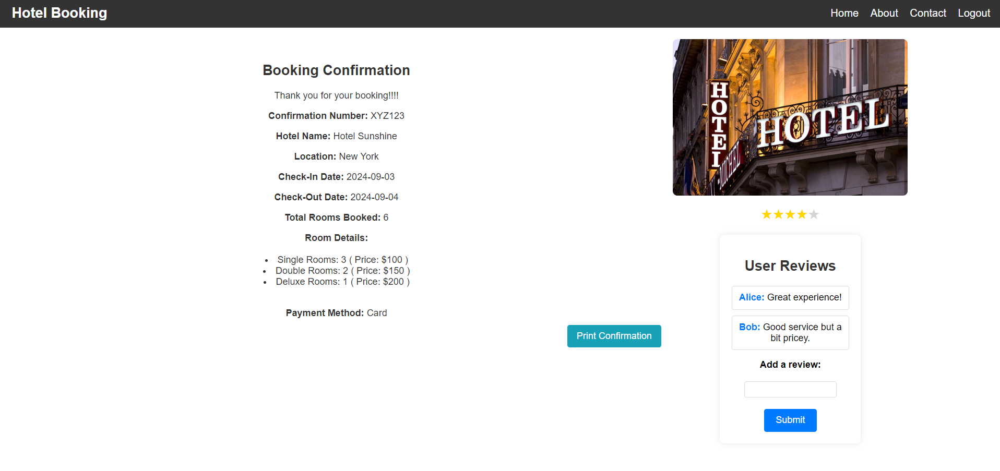 Hotel Booking
Home About Contact Logout
Booking Confirmation
Thank you for your booking!!!!
Confirmation Number: XYZ123
Hotel Name: Hotel Sunshine
Location: New York
Check-In Date: 2024-09-03
Check-Out Date: 2024-09-04
Total Rooms Booked: 6
Room Details:
• Single Rooms: 3 ( Price: $100 )
• Double Rooms: 2 ( Price: $150 )
• Deluxe Rooms: 1 ( Price: $200 )
Payment Method: Card
Print Confirmation
HOTEL
HOTEL
MICHEL
User Reviews
Alice: Great experience!
Bob: Good service but a
bit pricey.
Add a review:
Submit